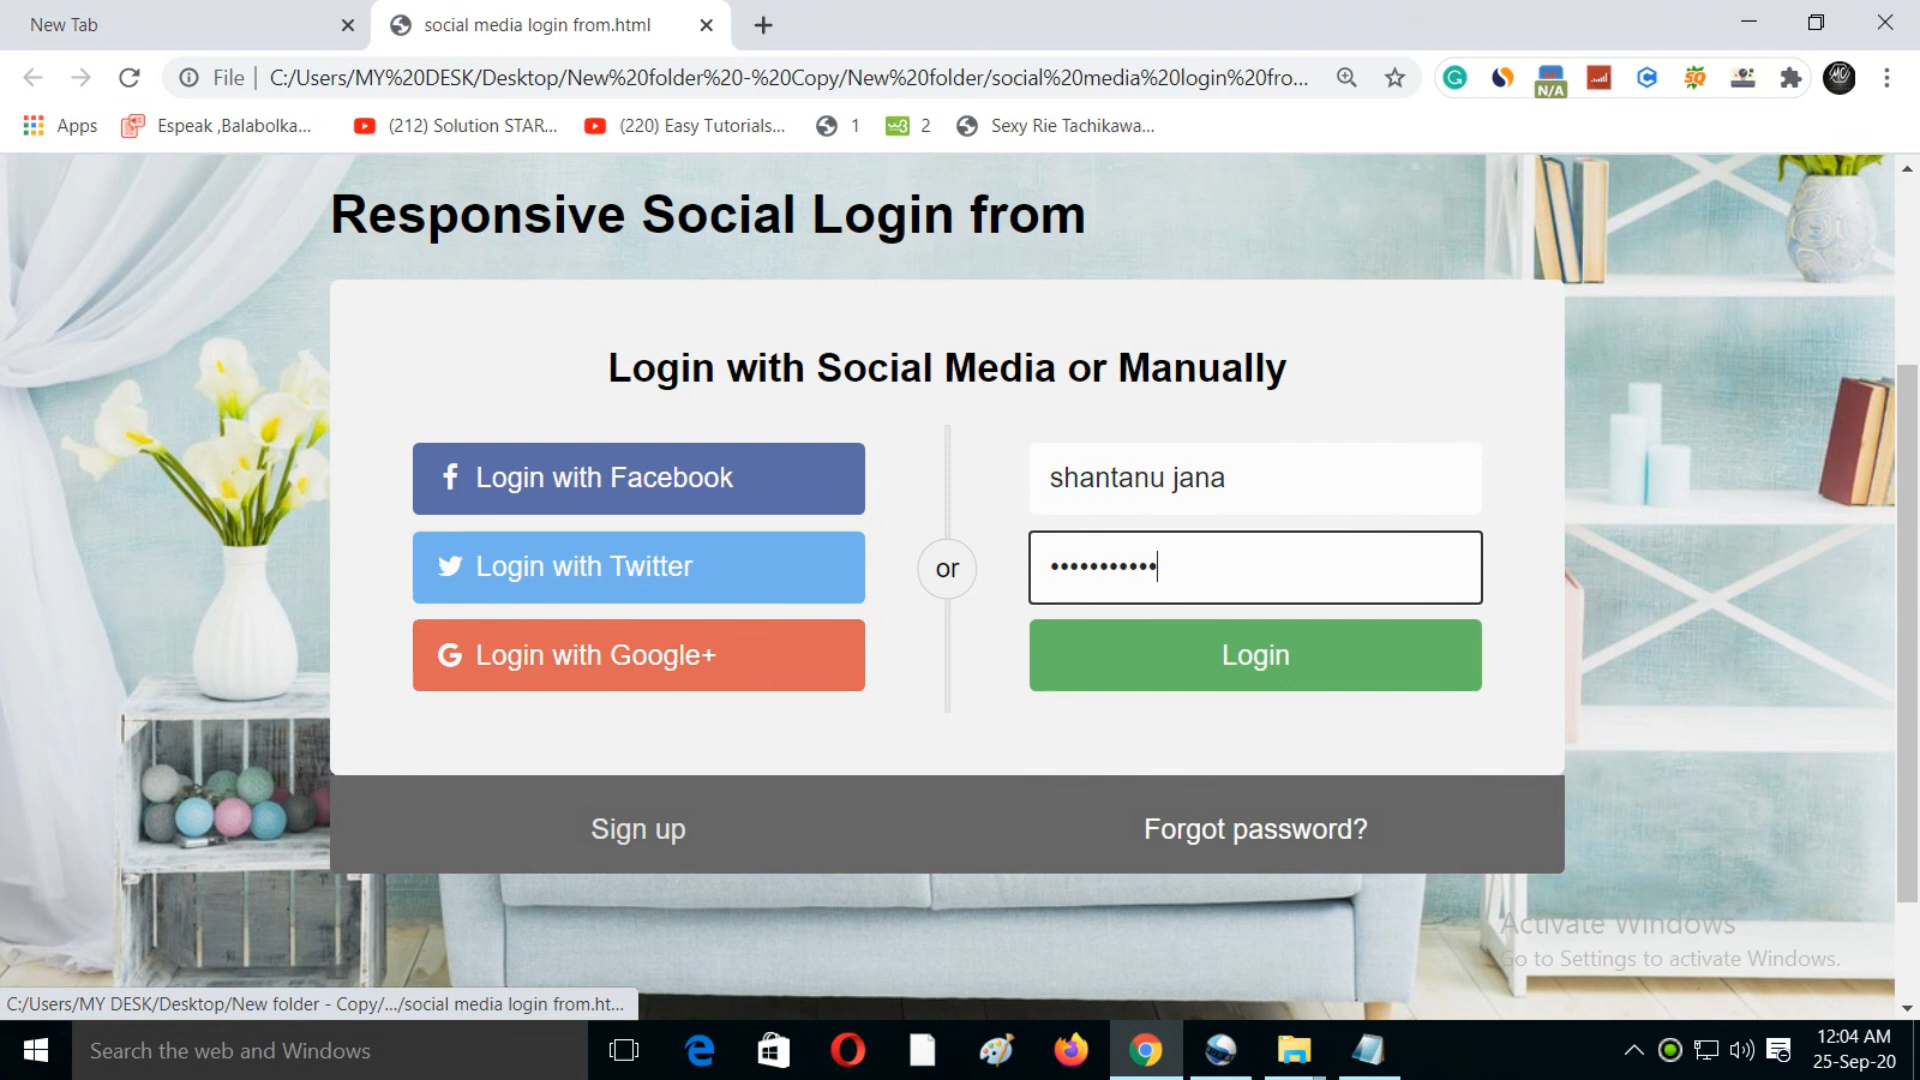 New Tab
social media login from.html
File
C:/Users/MY%20DESK/Desktop/New%20folder%20-%20Copy/New%20folder/social%20media%20login%20fro...
N/A
Apps
Espeak ,Balabolka...
(212) Solution STAR...
(220) Easy Tutorials...
1
2
Sexy Rie Tachikawa...
Responsive Social Login from
Login with Social Media or Manually
Login with Facebook
shantanu jana
Login with Twitter
or
•••••••••••
Login with Google+
Login
Sign up
Forgot password?
Activate Windows
Go to Settings to activate Windows.
C:/Users/MY DESK/Desktop/New folder - Copy/.../social media login from.ht...
Search the web and Windows
12:04 AM
25-Sep-20